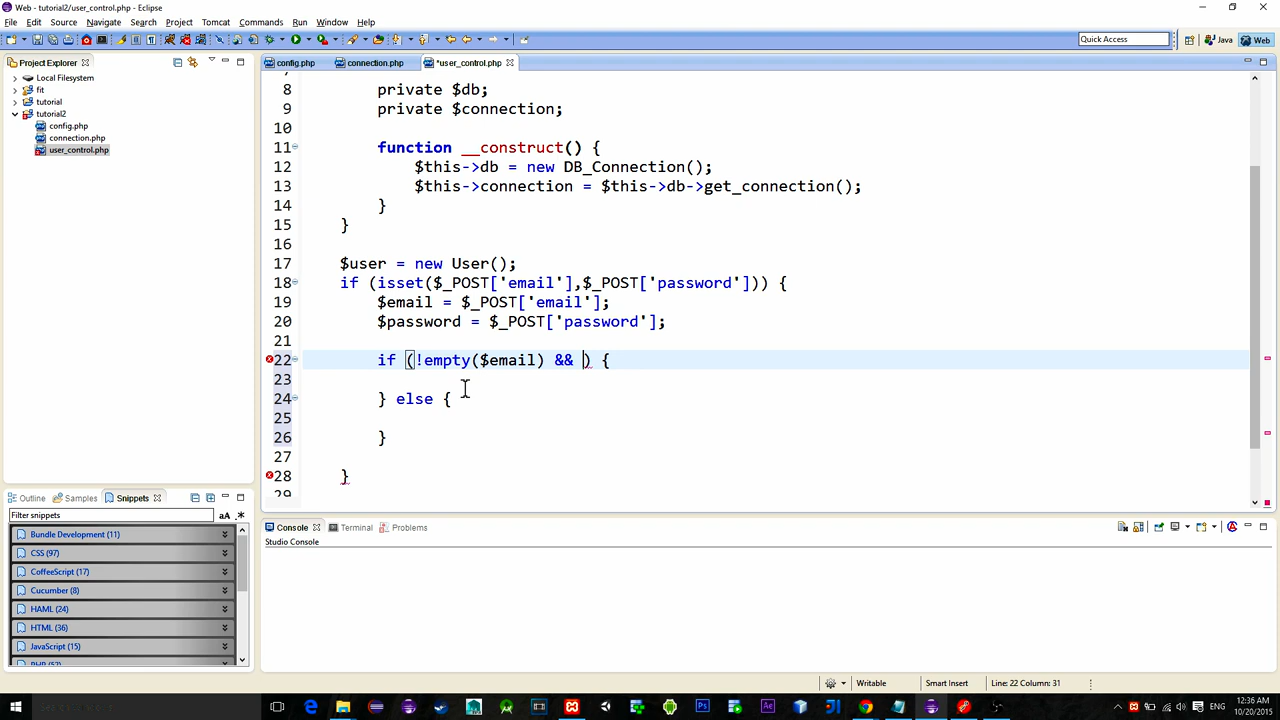 Web - tutorial2/user_control.php - Eclipse
File Edit Source Navigate Search Project Tomcat Commands Run Window Help
Quick Access Java Web
Project Explorer
config.php connection.php *user_control.php
Local Filesystem
fit
tutorial
tutorial2
config.php
connection.php
user_control.php
7
8 private $db;
9 private $connection;
10
11 function __construct() {
12 $this->db = new DB_Connection();
13 $this->connection = $this->db->get_connection();
14 }
15 }
16
17 $user = new User();
18 if (isset($_POST['email'],$_POST['password'])) {
19 $email = $_POST['email'];
20 $password = $_POST['password'];
21
22 if (!empty($email) && ) {
23
24 } else {
25
26 }
27
28 }
29
Outline Samples Snippets
Filter snippets
Bundle Development (11)
CSS (97)
CoffeeScript (17)
Cucumber (8)
HAML (24)
HTML (36)
JavaScript (15)
PHP (52)
Console Terminal Problems
Studio Console
Writable Smart Insert Line: 22 Column: 31
Search Windows
ENG 12:36 AM
10/20/2015